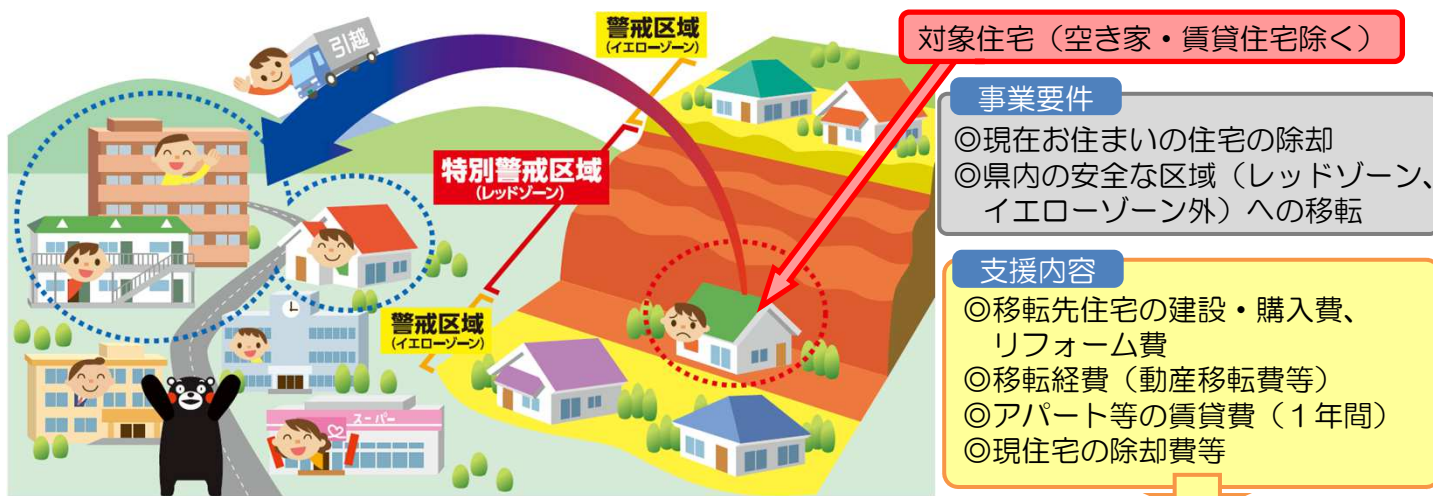 引越
警戒区域
(イエローゾーン)
特別警戒区域
(レッドゾーン)
警戒区域
(イエローゾーン)
スーパー
対象住宅（空き家・賃貸住宅除く）
事業要件
◎現在お住まいの住宅の除却
◎県内の安全な区域（レッドゾーン、
イエローゾーン外）への移転
支援内容
◎移転先住宅の建設・購入費、
リフォーム費
◎移転経費（動産移転費等）
◎アパート等の賃貸費（１年間）
◎現住宅の除却費等